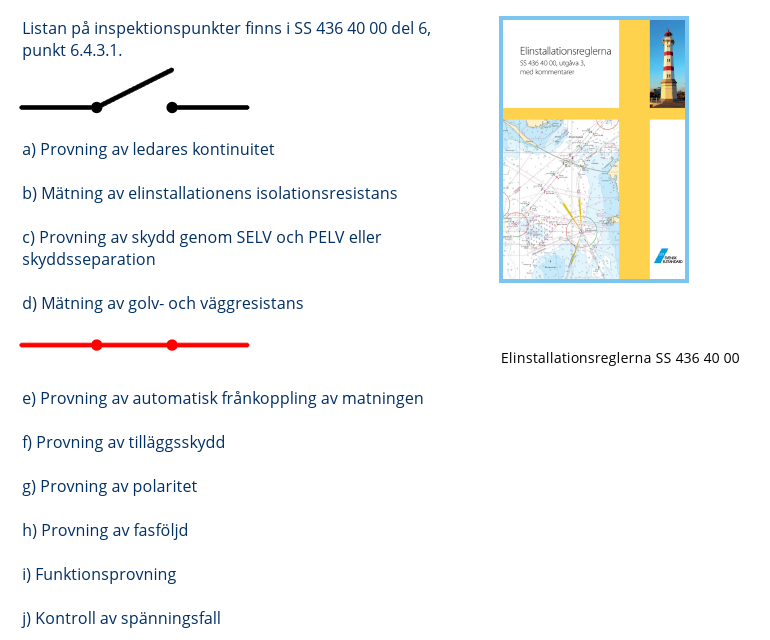 Listan på inspektionspunkter finns i SS 436 40 00 del 6,
punkt 6.4.3.1.
a) Provning av ledares kontinuitet
b) Mätning av elinstallationens isolationsresistans
c) Provning av skydd genom SELV och PELV eller
skyddsseparation
d) Mätning av golv- och väggresistans
e) Provning av automatisk frånkoppling av matningen
f) Provning av tilläggsskydd
g) Provning av polaritet
h) Provning av fasföljd
i) Funktionsprovning
j) Kontroll av spänningsfall
Elinstallationsreglerna
SS 436 40 00, utgåva 3,
med kommentarer
SVENSK
ELSTANDARD
Elinstallationsreglerna SS 436 40 00